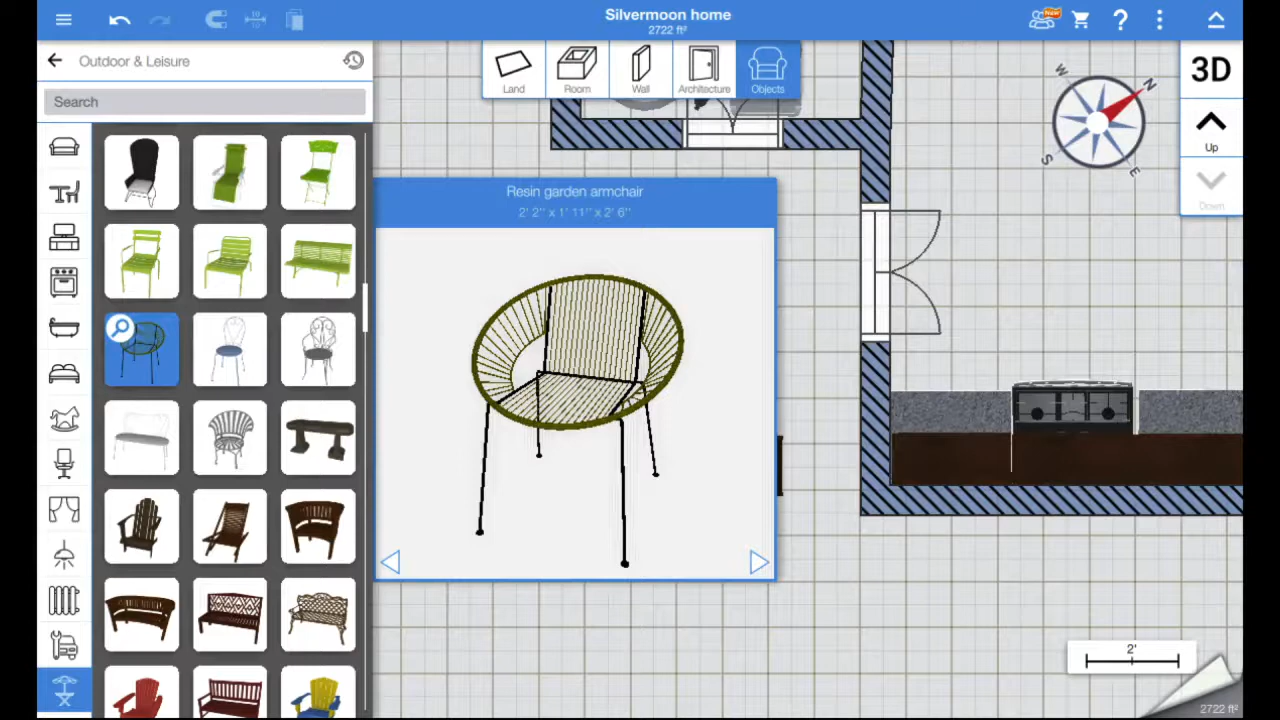 Silvermoon home
2722 ft²
New
Outdoor & Leisure
Search
Land
Room
Wall
Architecture
Objects
3D
Up
Down
W
N
S
E
Resin garden armchair
2' 2" x 1' 11" x 2' 6"
2'
2722 ft²